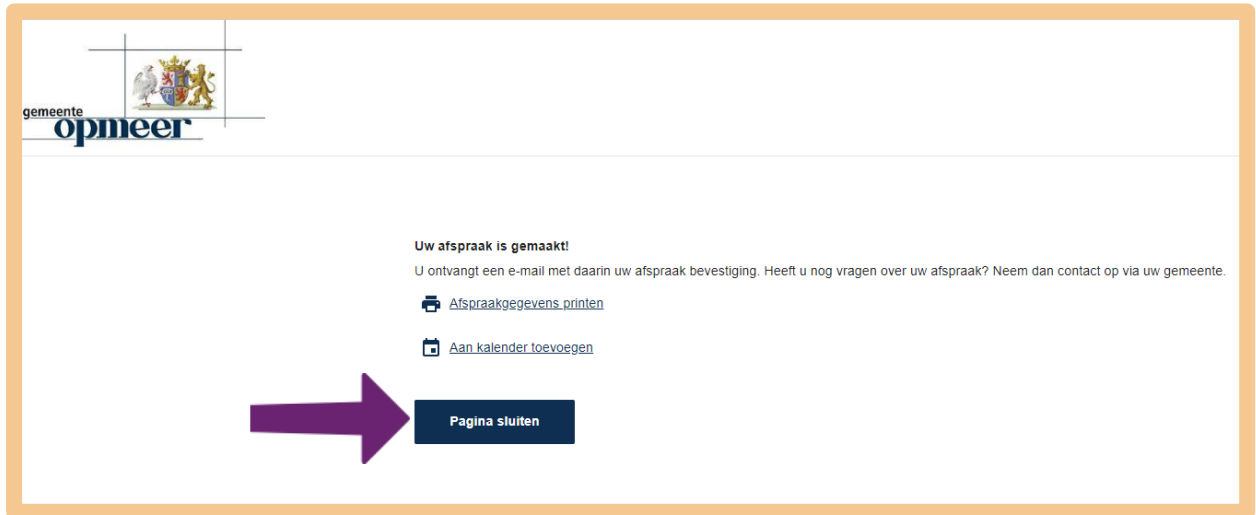 gemeente
opmeer
Uw afspraak is gemaakt!
U ontvangt een e-mail met daarin uw afspraak bevestiging. Heeft u nog vragen over uw afspraak? Neem dan contact op via uw gemeente.
Afspraakgegevens printen
Aan kalender toevoegen
Pagina sluiten